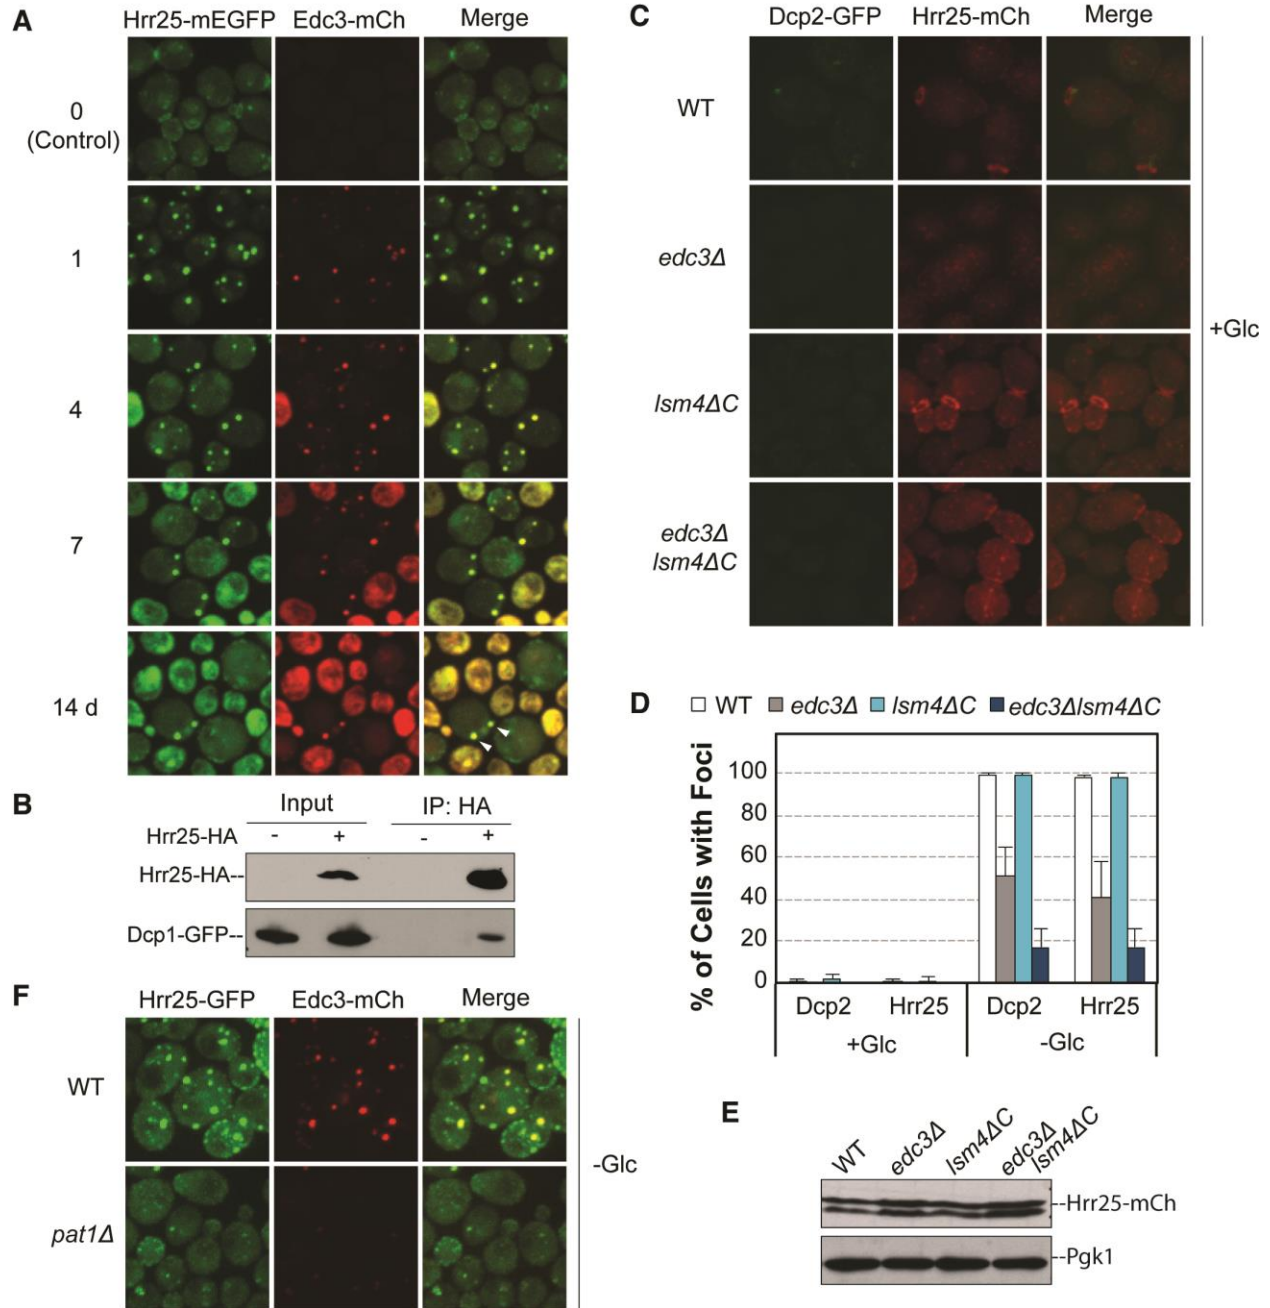 A
Hrr25-mEGFP Edc3-mCh Merge
0
(Control)
1
4
7
14 d
B
Input IP: HA
Hrr25-HA - + - +
Hrr25-HA--
Dcp1-GFP--
F
Hrr25-GFP Edc3-mCh Merge
WT
pat1Δ
-Glc
C
Dcp2-GFP Hrr25-mCh Merge
WT
edc3Δ
lsm4ΔC
edc3Δ
lsm4ΔC
+Glc
D
WT edc3Δ lsm4ΔC edc3Δlsm4ΔC
% of Cells with Foci
100
80
60
40
20
0
Dcp2 Hrr25 Dcp2 Hrr25
+Glc -Glc
E
WT edc3Δ lsm4ΔC edc3Δ
lsm4ΔC
--Hrr25-mCh
--Pgk1